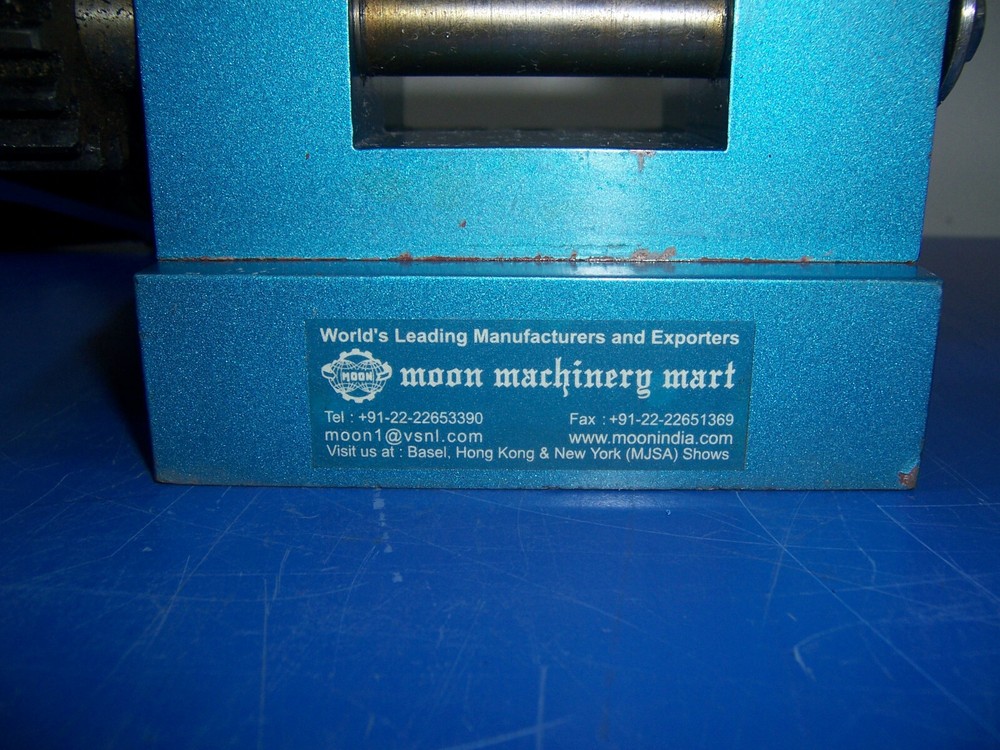 World's Leading Manufacturers and Exporters
MOON moon machinery mart
Tel : +91-22-22653390 Fax : +91-22-22651369
moon1@vsnl.com www.moonindia.com
Visit us at : Basel, Hong Kong & New York (MJSA) Shows